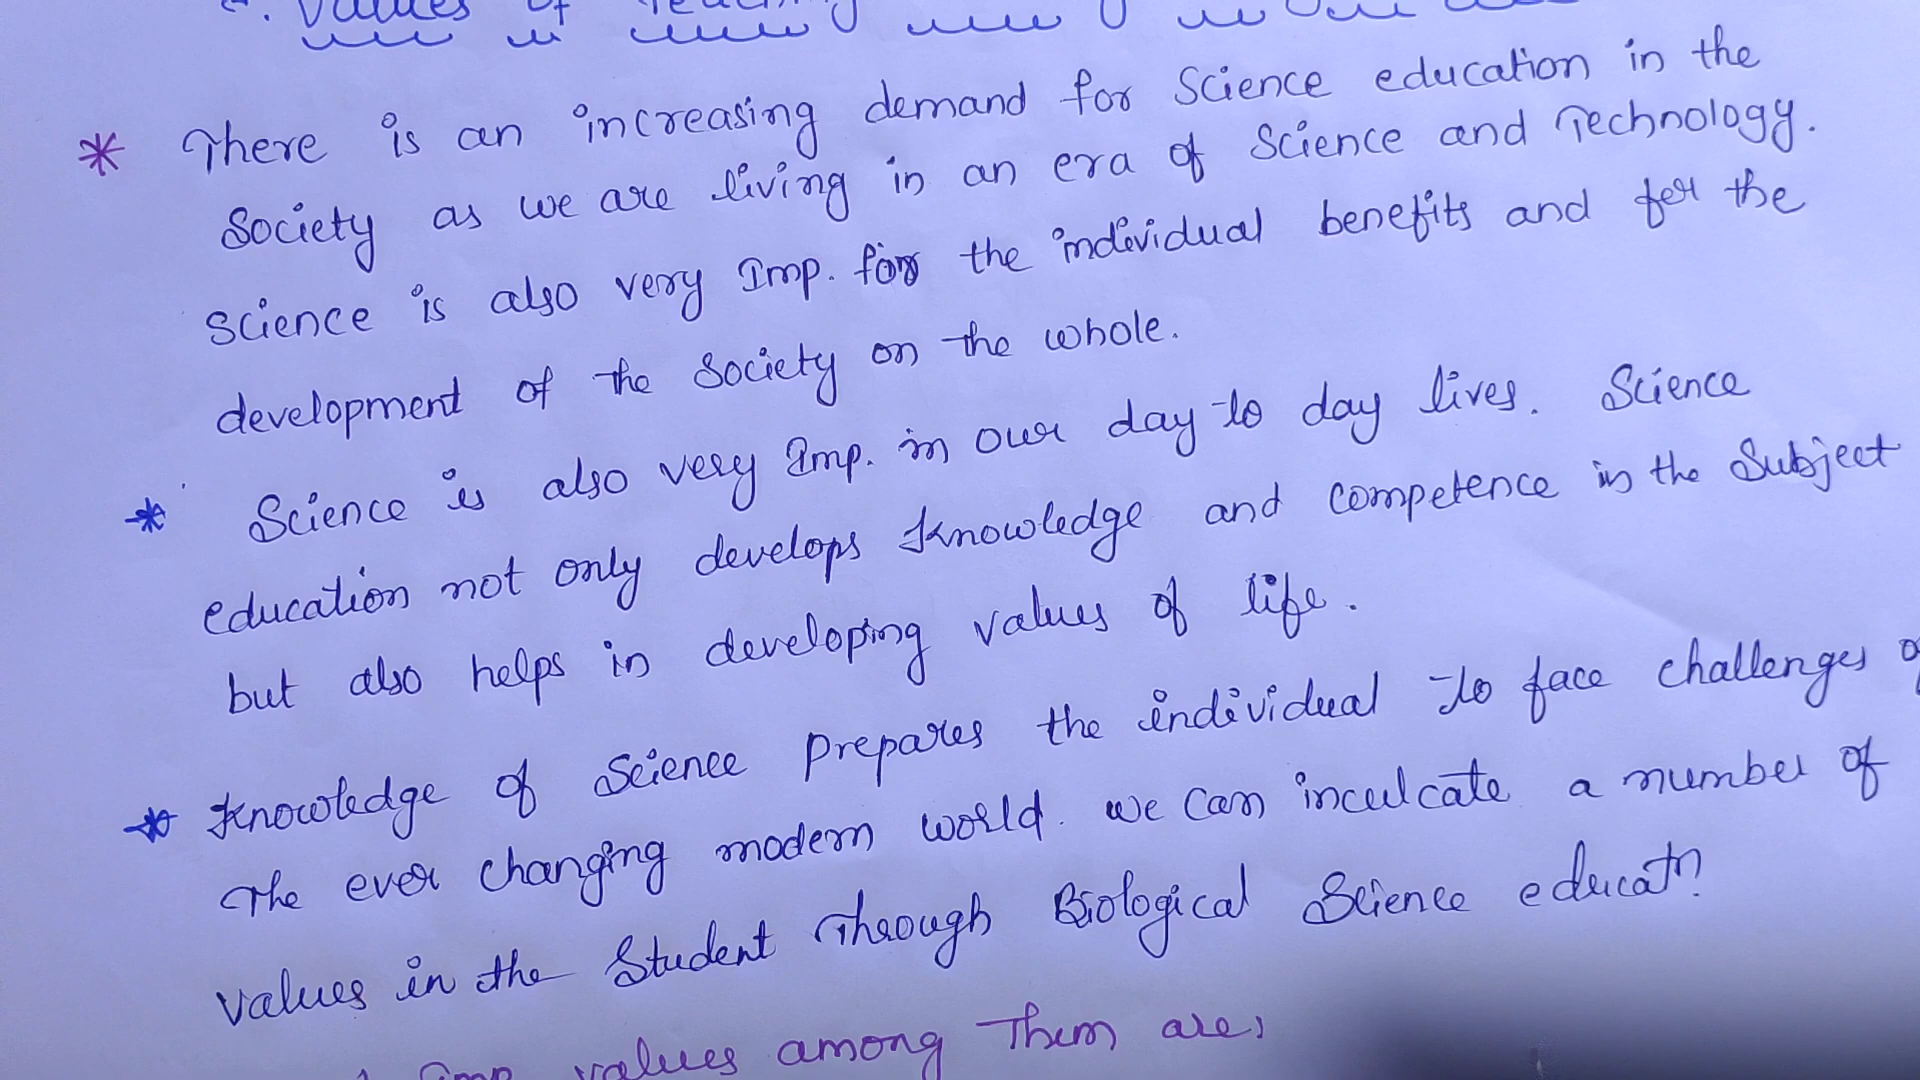 Values of Teaching
* There is an increasing demand for Science education in the
Society as we are living in an era of Science and Technology.
Science is also very Imp. for the individual benefits and for the
development of the Society on the whole.
* Science is also very Imp. in our day to day lives. Science
education not only develops knowledge and competence in the Subject
but also helps in developing values of life.
* Knowledge of Science prepares the individual to face challenges of
The ever changing modern world. we can inculcate a number of
values in the Student Through Biological Science educatn
Imp values among Them are,